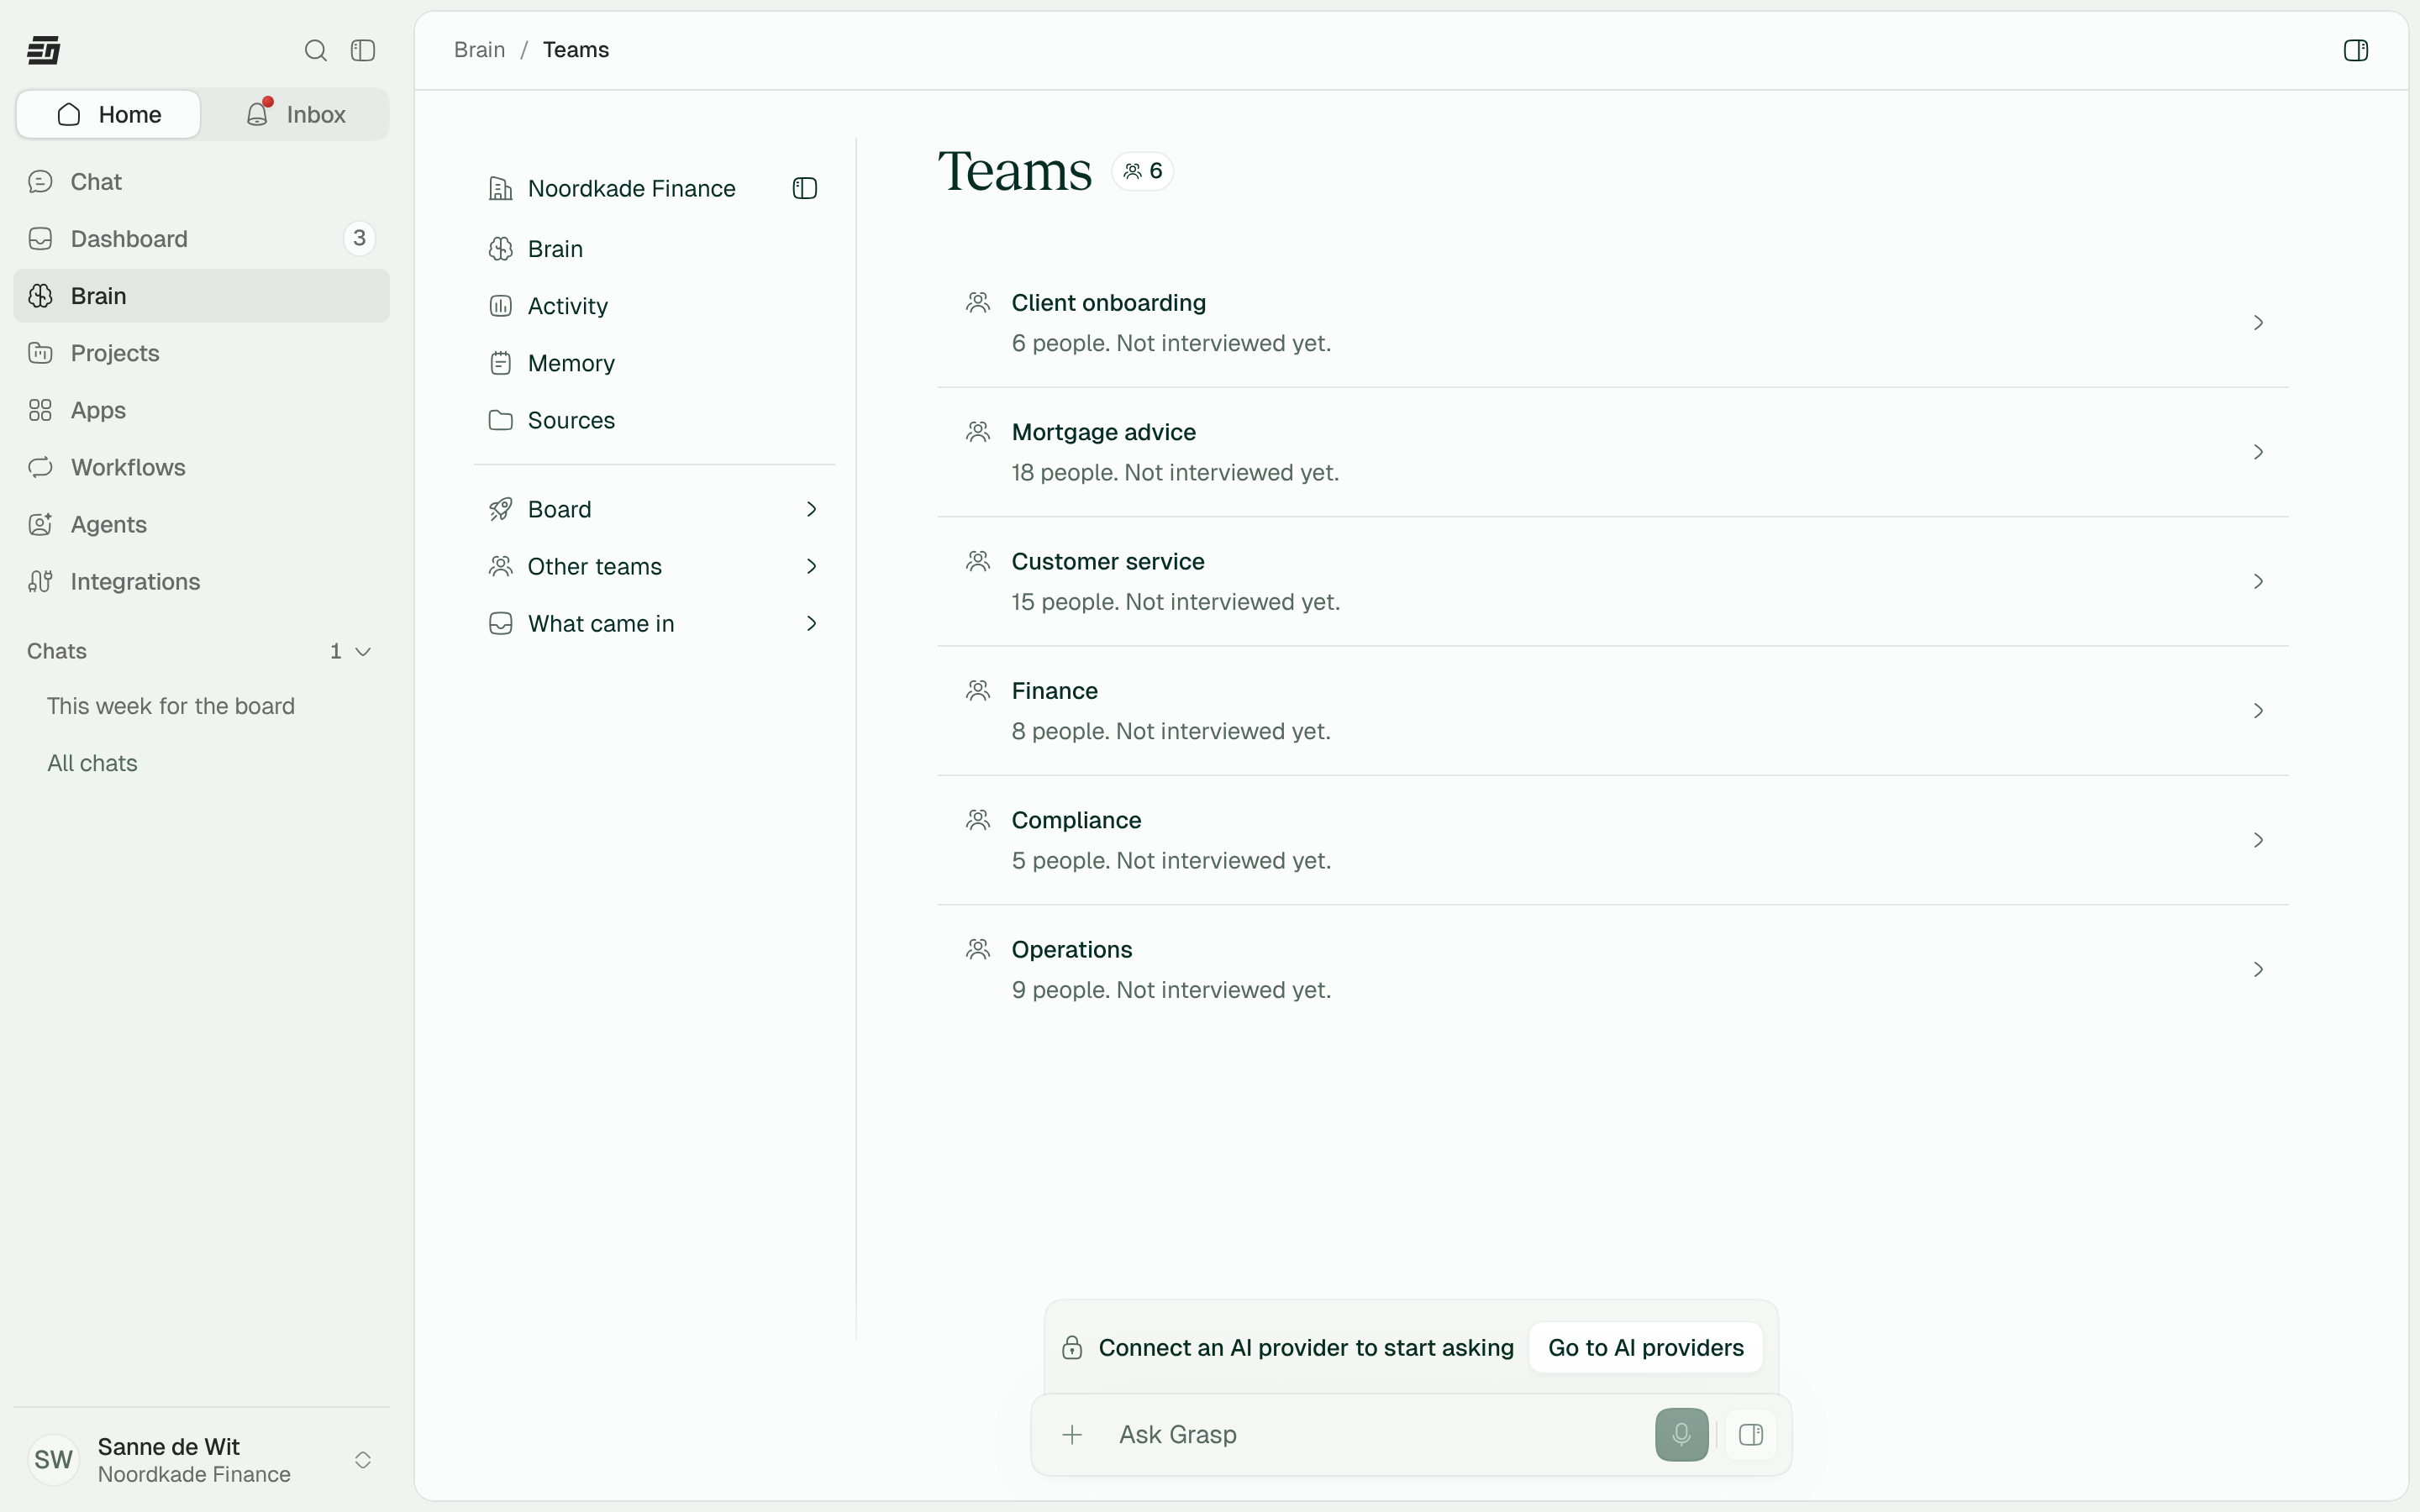 Home
Inbox
Chat
Dashboard
3
Brain
Projects
Apps
Workflows
Agents
Integrations
Chats
1
This week for the board
All chats
SW
Sanne de Wit
Noordkade Finance
Brain / Teams
Noordkade Finance
Brain
Activity
Memory
Sources
Board
Other teams
What came in
Teams
6
Client onboarding
6 people. Not interviewed yet.
Mortgage advice
18 people. Not interviewed yet.
Customer service
15 people. Not interviewed yet.
Finance
8 people. Not interviewed yet.
Compliance
5 people. Not interviewed yet.
Operations
9 people. Not interviewed yet.
Connect an AI provider to start asking
Go to AI providers
Ask Grasp